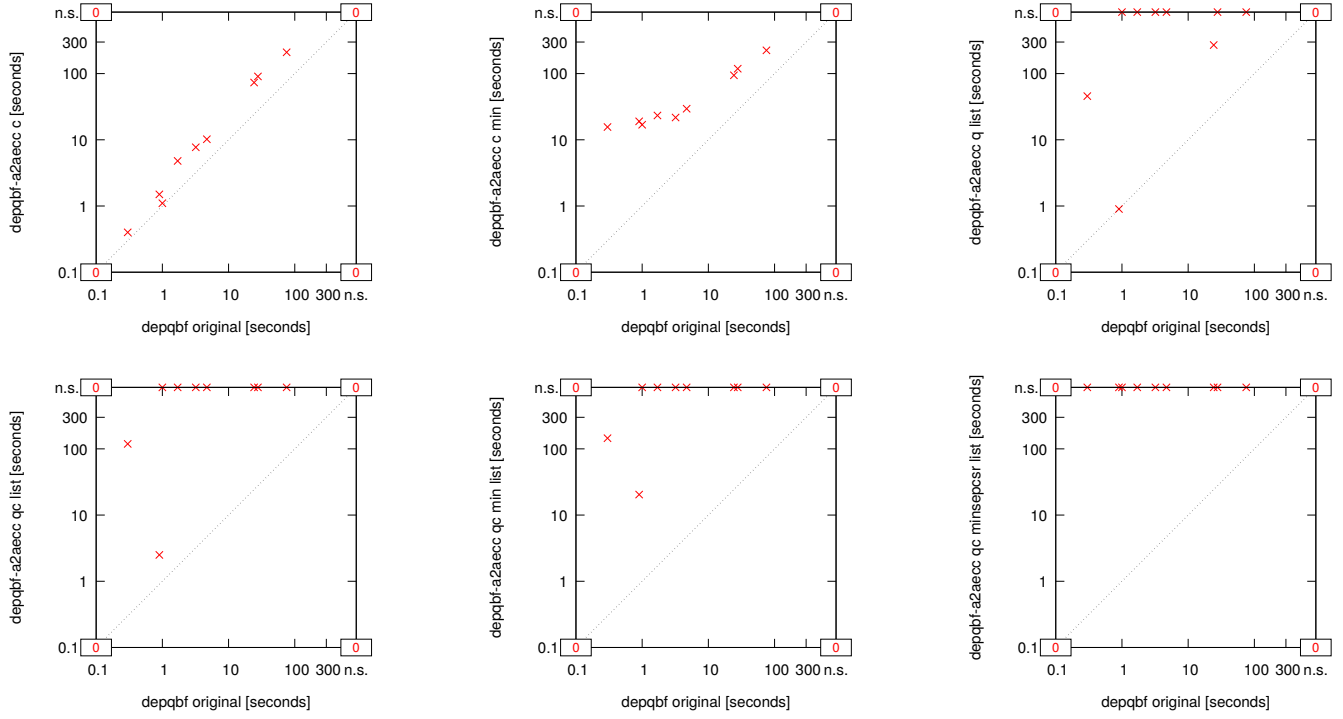 n.s. 0 0
300
100
10
1
0.1 0 0
0.1 1 10 100 300 n.s.
depqbf original [seconds]
depqbf-a2aecc c [seconds]
n.s. 0 0
300
100
10
1
0.1 0 0
0.1 1 10 100 300 n.s.
depqbf original [seconds]
depqbf-a2aecc c min [seconds]
n.s. 0 0
300
100
10
1
0.1 0 0
0.1 1 10 100 300 n.s.
depqbf original [seconds]
depqbf-a2aecc q list [seconds]
n.s. 0 0
300
100
10
1
0.1 0 0
0.1 1 10 100 300 n.s.
depqbf original [seconds]
depqbf-a2aecc qc list [seconds]
n.s. 0 0
300
100
10
1
0.1 0 0
0.1 1 10 100 300 n.s.
depqbf original [seconds]
depqbf-a2aecc qc min list [seconds]
n.s. 0 0
300
100
10
1
0.1 0 0
0.1 1 10 100 300 n.s.
depqbf original [seconds]
depqbf-a2aecc qc minsepcsr list [seconds]